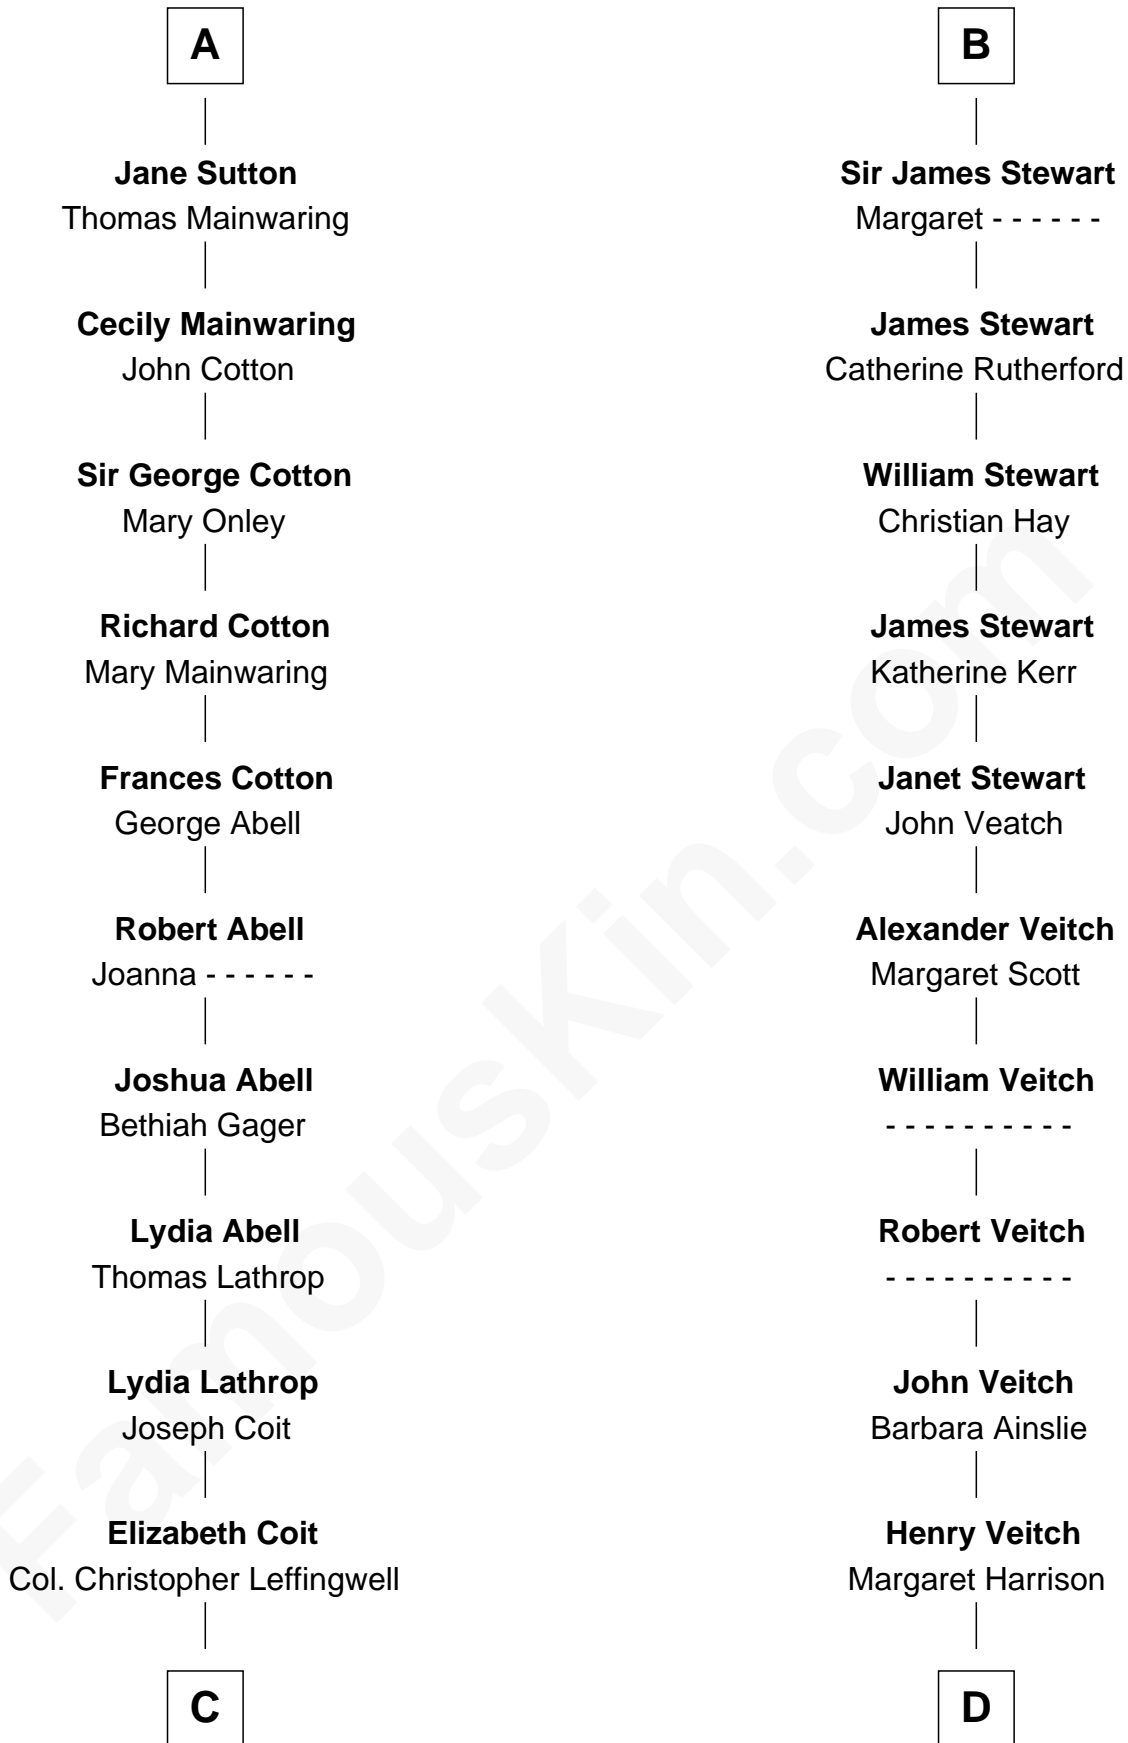 A
Jane Sutton
Thomas Mainwaring
Cecily Mainwaring
John Cotton
Sir George Cotton
Mary Onley
Richard Cotton
Mary Mainwaring
Frances Cotton
George Abell
Robert Abell
Joanna - - - - - -
Joshua Abell
Bethiah Gager
Lydia Abell
Thomas Lathrop
Lydia Lathrop
Joseph Coit
Elizabeth Coit
Col. Christopher Leffingwell
C
B
Sir James Stewart
Margaret - - - - - -
James Stewart
Catherine Rutherford
William Stewart
Christian Hay
James Stewart
Katherine Kerr
Janet Stewart
John Veatch
Alexander Veitch
Margaret Scott
William Veitch
- - - - - - - - - -
Robert Veitch
- - - - - - - - - -
John Veitch
Barbara Ainslie
Henry Veitch
Margaret Harrison
D
FamousKin.com